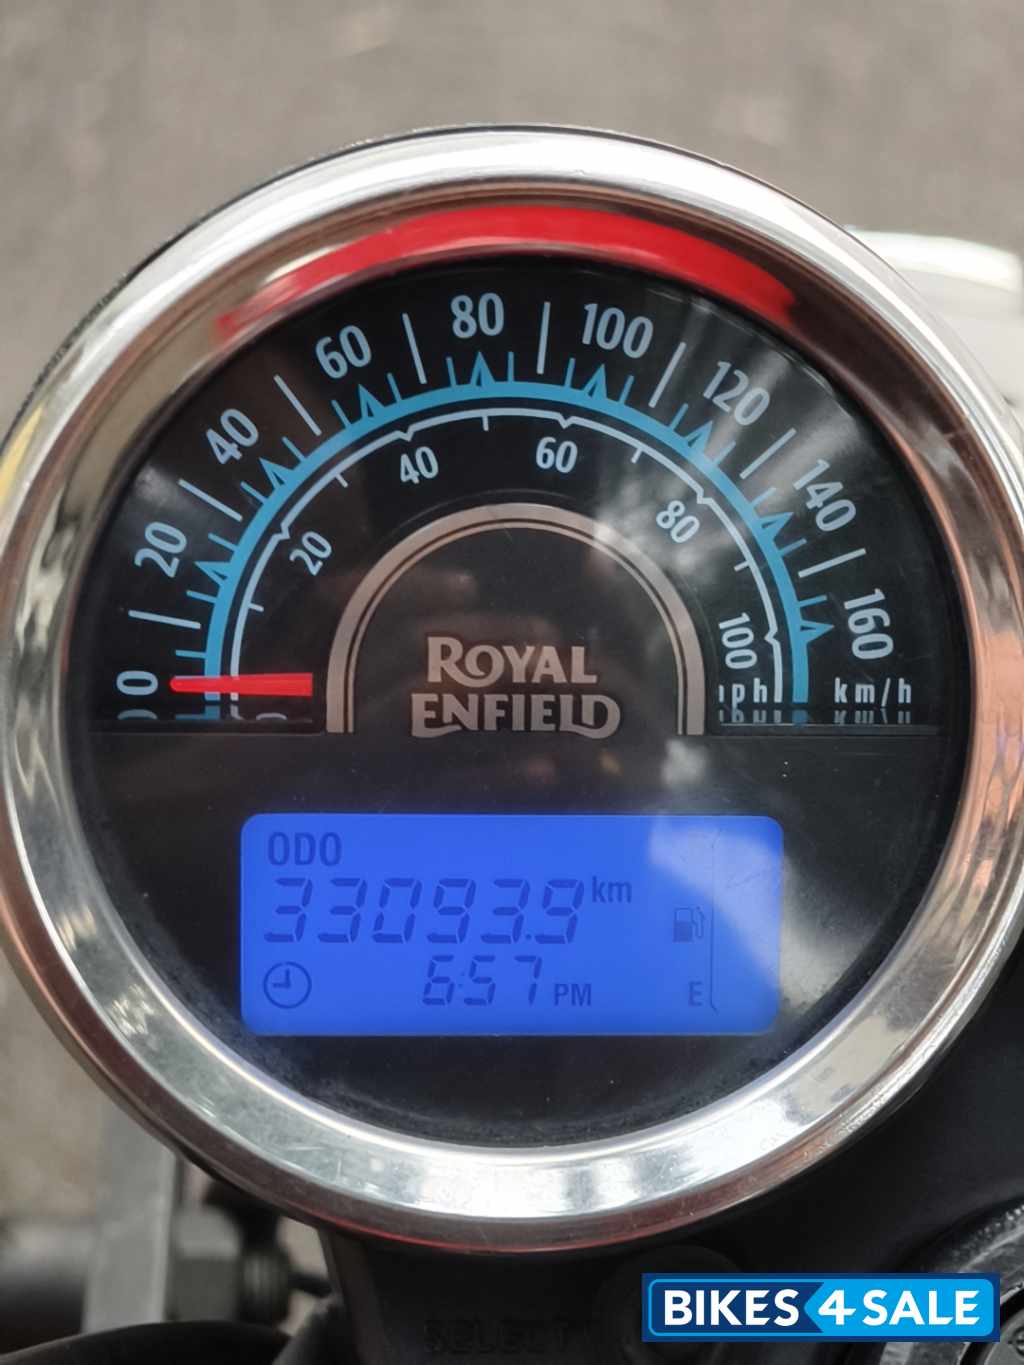 0 20 40 60 80 100 120 140 160 km/h
20 40 60 80 100 mph
ROYAL
ENFIELD
ODO
33093.9 km
6:57 PM E
SELECT
BIKES4SALE